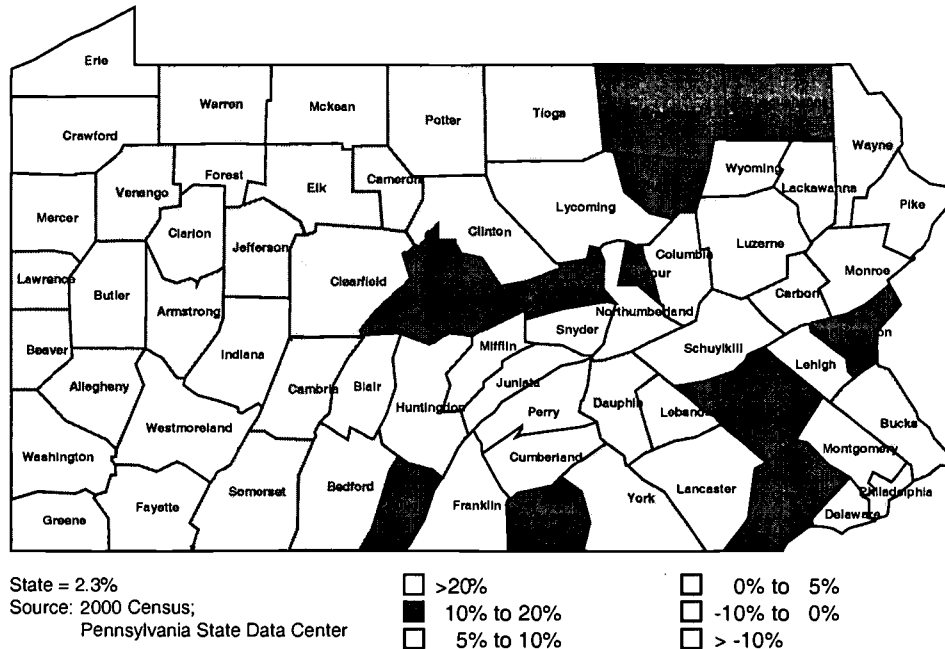 Erie
Warren
Mckean
Potter
Tioga
Crawford
Wayne
Forest
Wyoming
Venango
Elk
Cameron
Lackawanna
Lycoming
Pike
Mercer
Clarion
Clinton
Jefferson
Columbia
Luzerne
Lawrence
Clearfield
Monroe
Butler
Carbon
Armstrong
Northumberland
Snyder
Beaver
Indiana
Mifflin
Schuylkill
Lehigh
Allegheny
Juniata
Cambria
Blair
Huntingdon
Dauphin
Perry
Bucks
Westmoreland
Montgomery
Washington
Cumberland
Bedford
Somerset
Lancaster
Philadelphia
York
Franklin
Fayette
Delaware
Greene
State = 2.3%
Source: 2000 Census;
Pennsylvania State Data Center
>20%
10% to 20%
5% to 10%
0% to 5%
-10% to 0%
> -10%